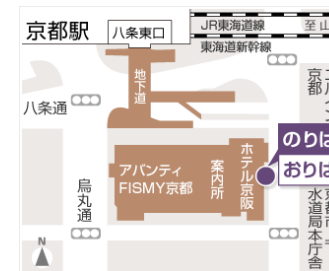 京都駅
八条東口
JR東海道線
至 山
東海道新幹線
地下道
八条通
京都
アバンティ
FISMY京都
案内所
ホテル京阪
のりは
おりは
烏丸通
水道局本庁舎
N